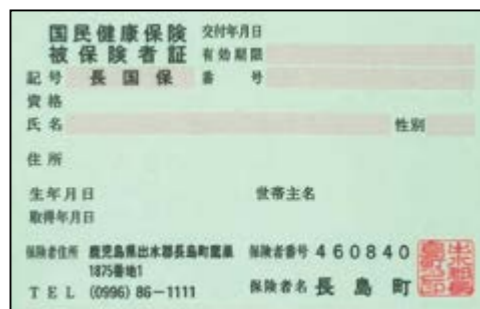 国民健康保険 交付年月日
被保険者証 有効期限
記号 長国保 番号
資格
氏名 性別
住所
生年月日 世帯主名
取得年月日
保険者住所 鹿児島県出水郡長島町鷹巣 保険者番号 460840
1875番地1
TEL (0996) 86-1111 保険者名 長島町